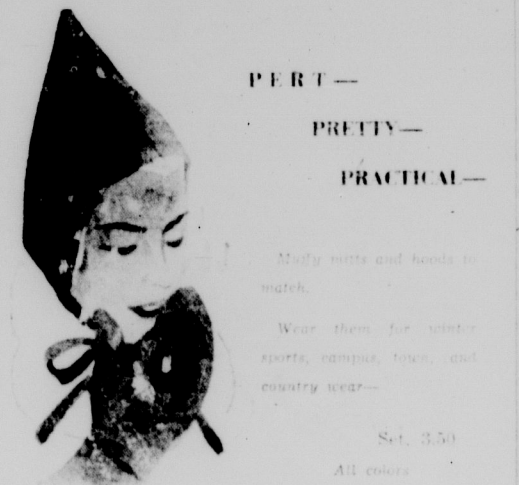 PERT—
PRETTY—
PRACTICAL—
mitts and hoods to
match.
Wear them for winter
sports, campus, town, and
country wear—
Set, 3.50
All colors